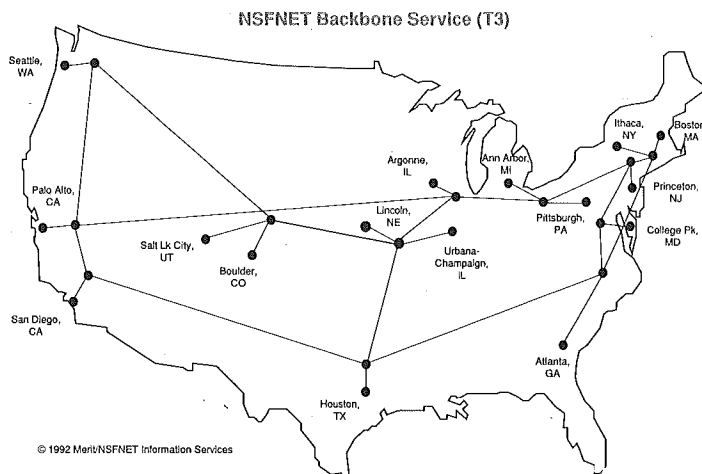 NSFNET Backbone Service (T3)
Seattle,
WA
Ithaca,
NY
Boston
MA
Argonne,
IL
Ann Arbor,
MI
Palo Alto,
CA
Princeton,
NJ
Lincoln,
NE
Pittsburgh,
PA
College Pk,
MD
Salt Lk City,
UT
Boulder,
CO
Urbana-
Champaign,
IL
San Diego,
CA
Atlanta,
GA
Houston,
TX
© 1992 Merit/NSFNET Information Services